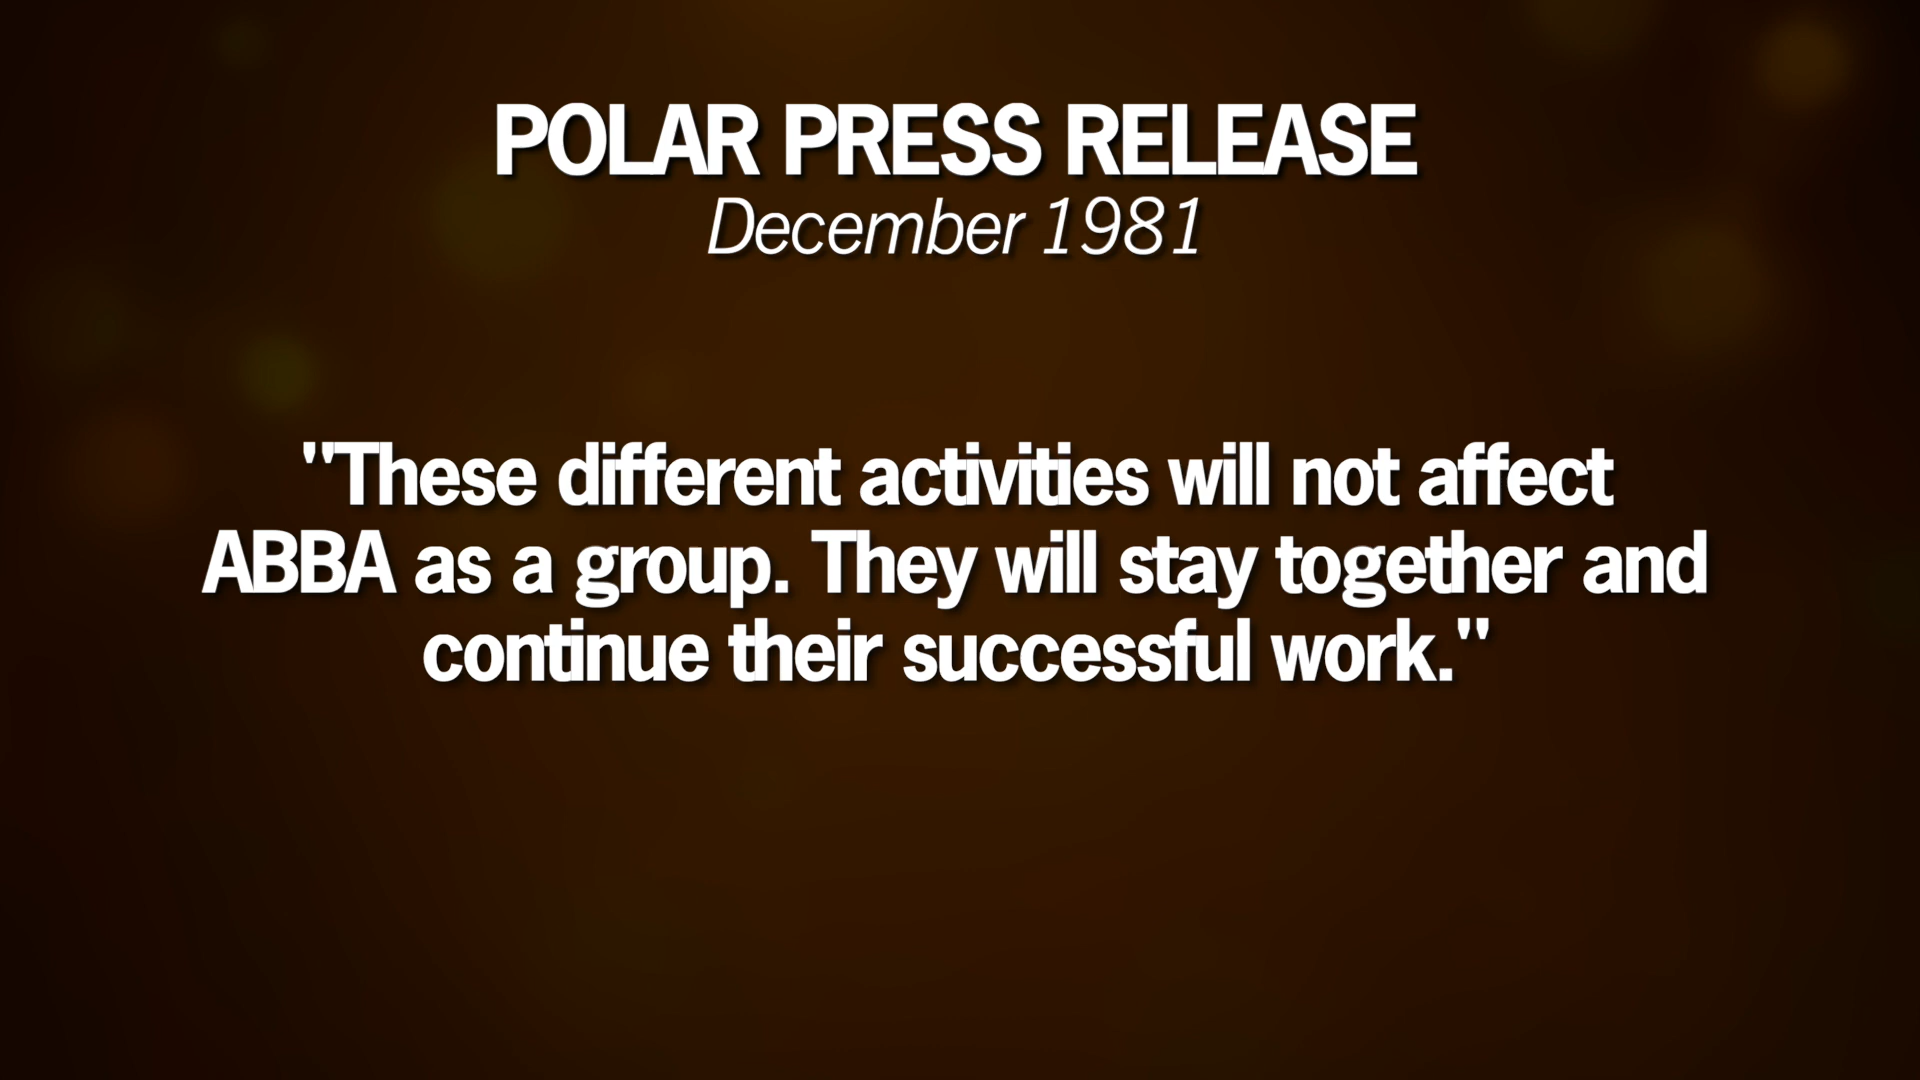 POLAR PRESS RELEASE
December 1981
"These different activities will not affect
ABBA as a group. They will stay together and
continue their successful work."